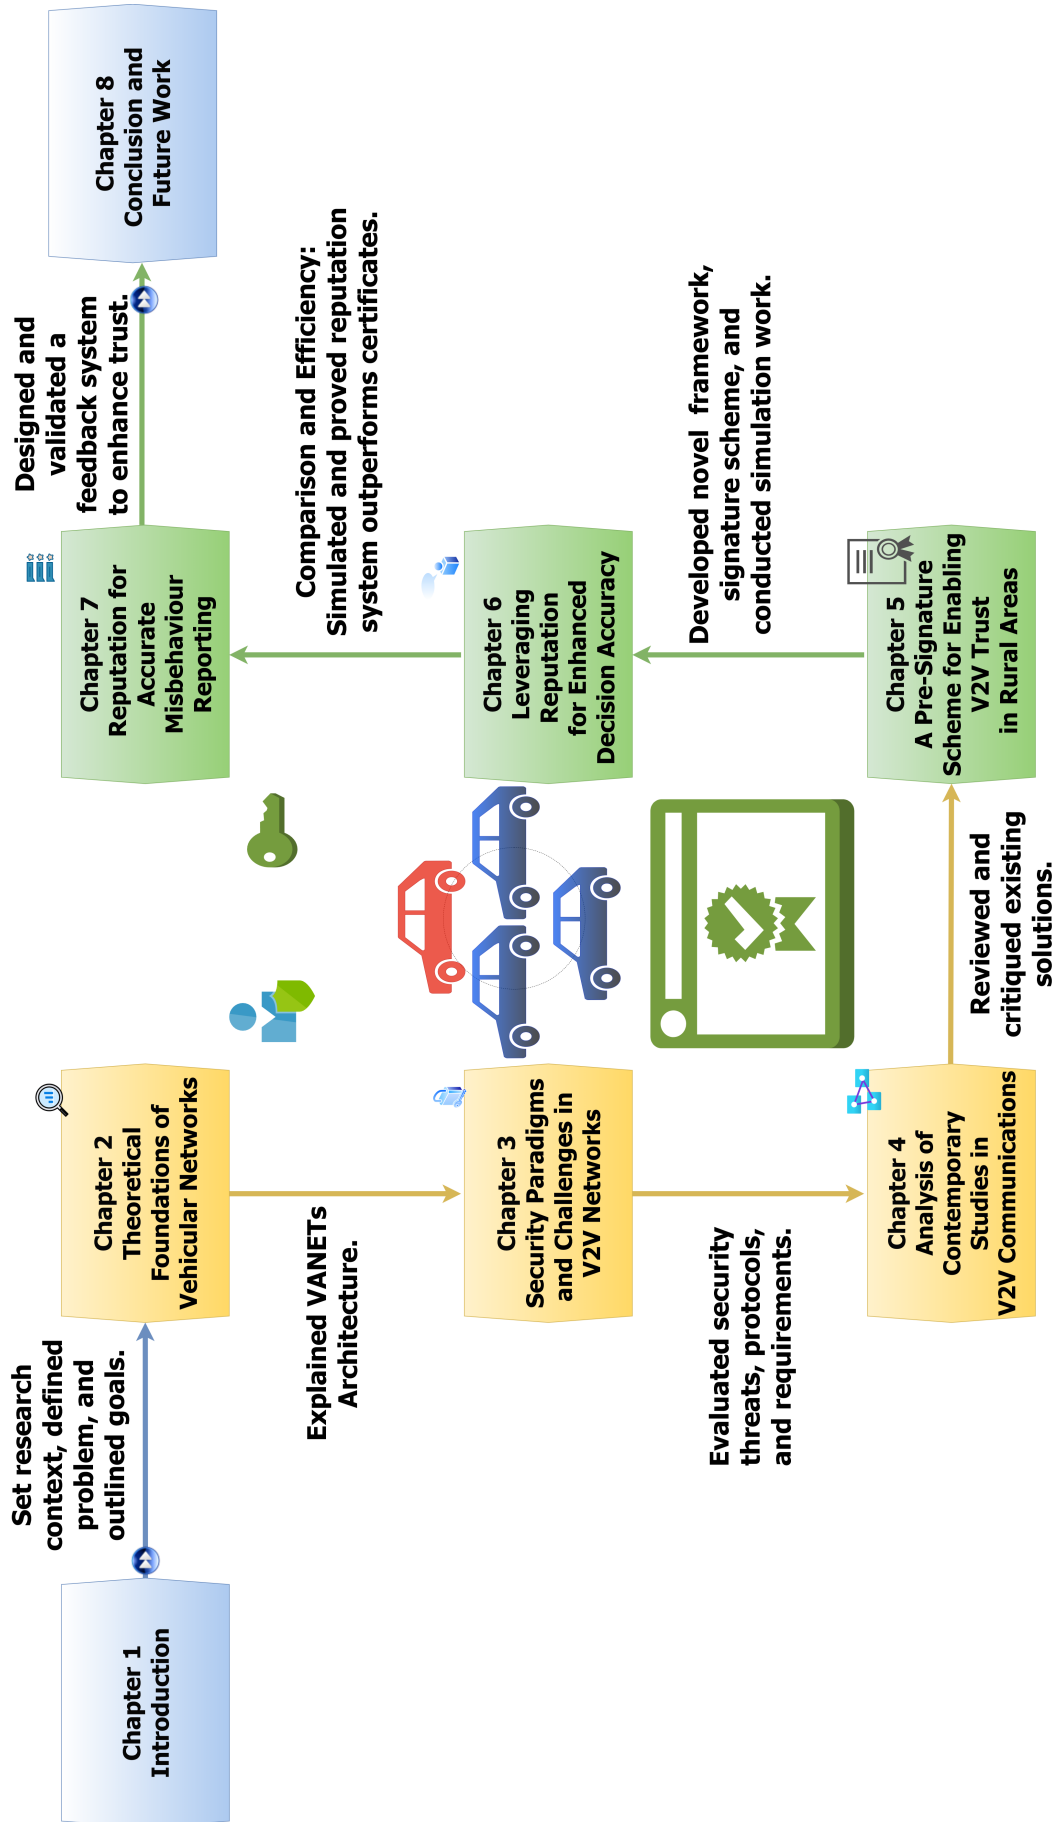 Chapter 1
Introduction
Set research
context, defined
problem, and
outlined goals.
Chapter 2
Theoretical
Foundations of
Vehicular Networks
Explained VANETs
Architecture.
Chapter 3
Security Paradigms
and Challenges in
V2V Networks
Evaluated security
threats, protocols,
and requirements.
Chapter 4
Analysis of
Contemporary
Studies in
V2V Communications
Reviewed and
critiqued existing
solutions.
Chapter 5
A Pre-Signature
Scheme for Enabling
V2V Trust
in Rural Areas
Developed novel framework,
signature scheme, and
conducted simulation work.
Chapter 6
Leveraging
Reputation
for Enhanced
Decision Accuracy
Comparison and Efficiency:
Simulated and proved reputation
system outperforms certificates.
Chapter 7
Reputation for
Accurate
Misbehaviour
Reporting
Designed and
validated a
feedback system
to enhance trust.
Chapter 8
Conclusion and
Future Work